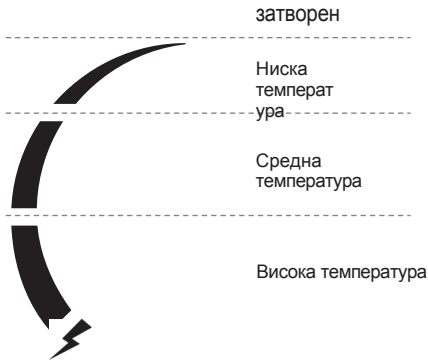 затворен
Ниска
температ
ура
Средна
температура
Висока температура